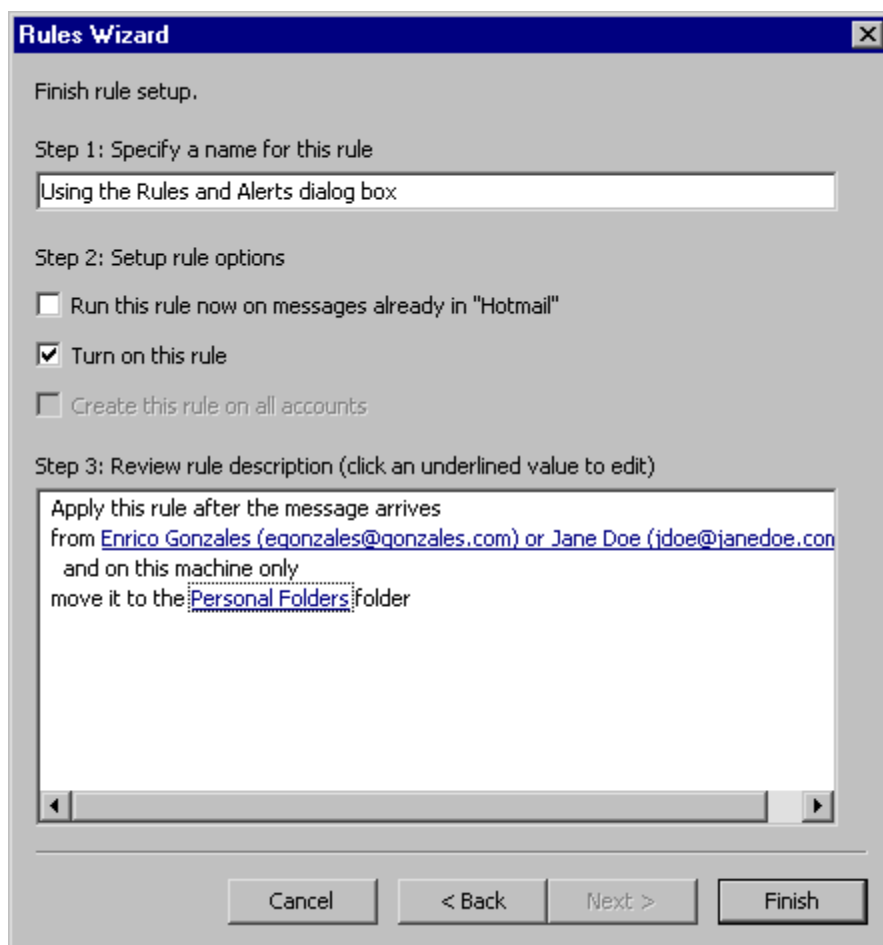 Rules Wizard
Finish rule setup.
Step 1: Specify a name for this rule
Using the Rules and Alerts dialog box
Step 2: Setup rule options
Run this rule now on messages already in "Hotmail"
Turn on this rule
Create this rule on all accounts
Step 3: Review rule description (click an underlined value to edit)
Apply this rule after the message arrives
from Enrico Gonzales (egonzales@gonzales.com) or Jane Doe (jdoe@janedoe.com
and on this machine only
move it to the Personal Folders folder
Cancel < Back Next > Finish